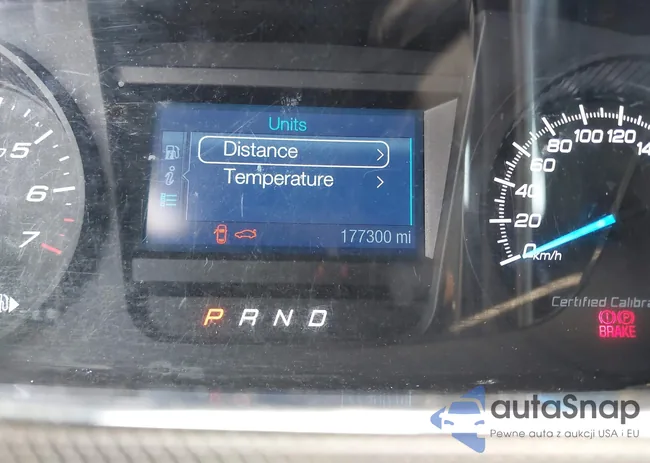 Units
Distance
Temperature
177300 mi
P R N D
5
6
7
0
20
40
60
80
100
120
km/h
Certified Calibra
BRAKE
autaSnap
Pewne auta z aukcji USA i EU